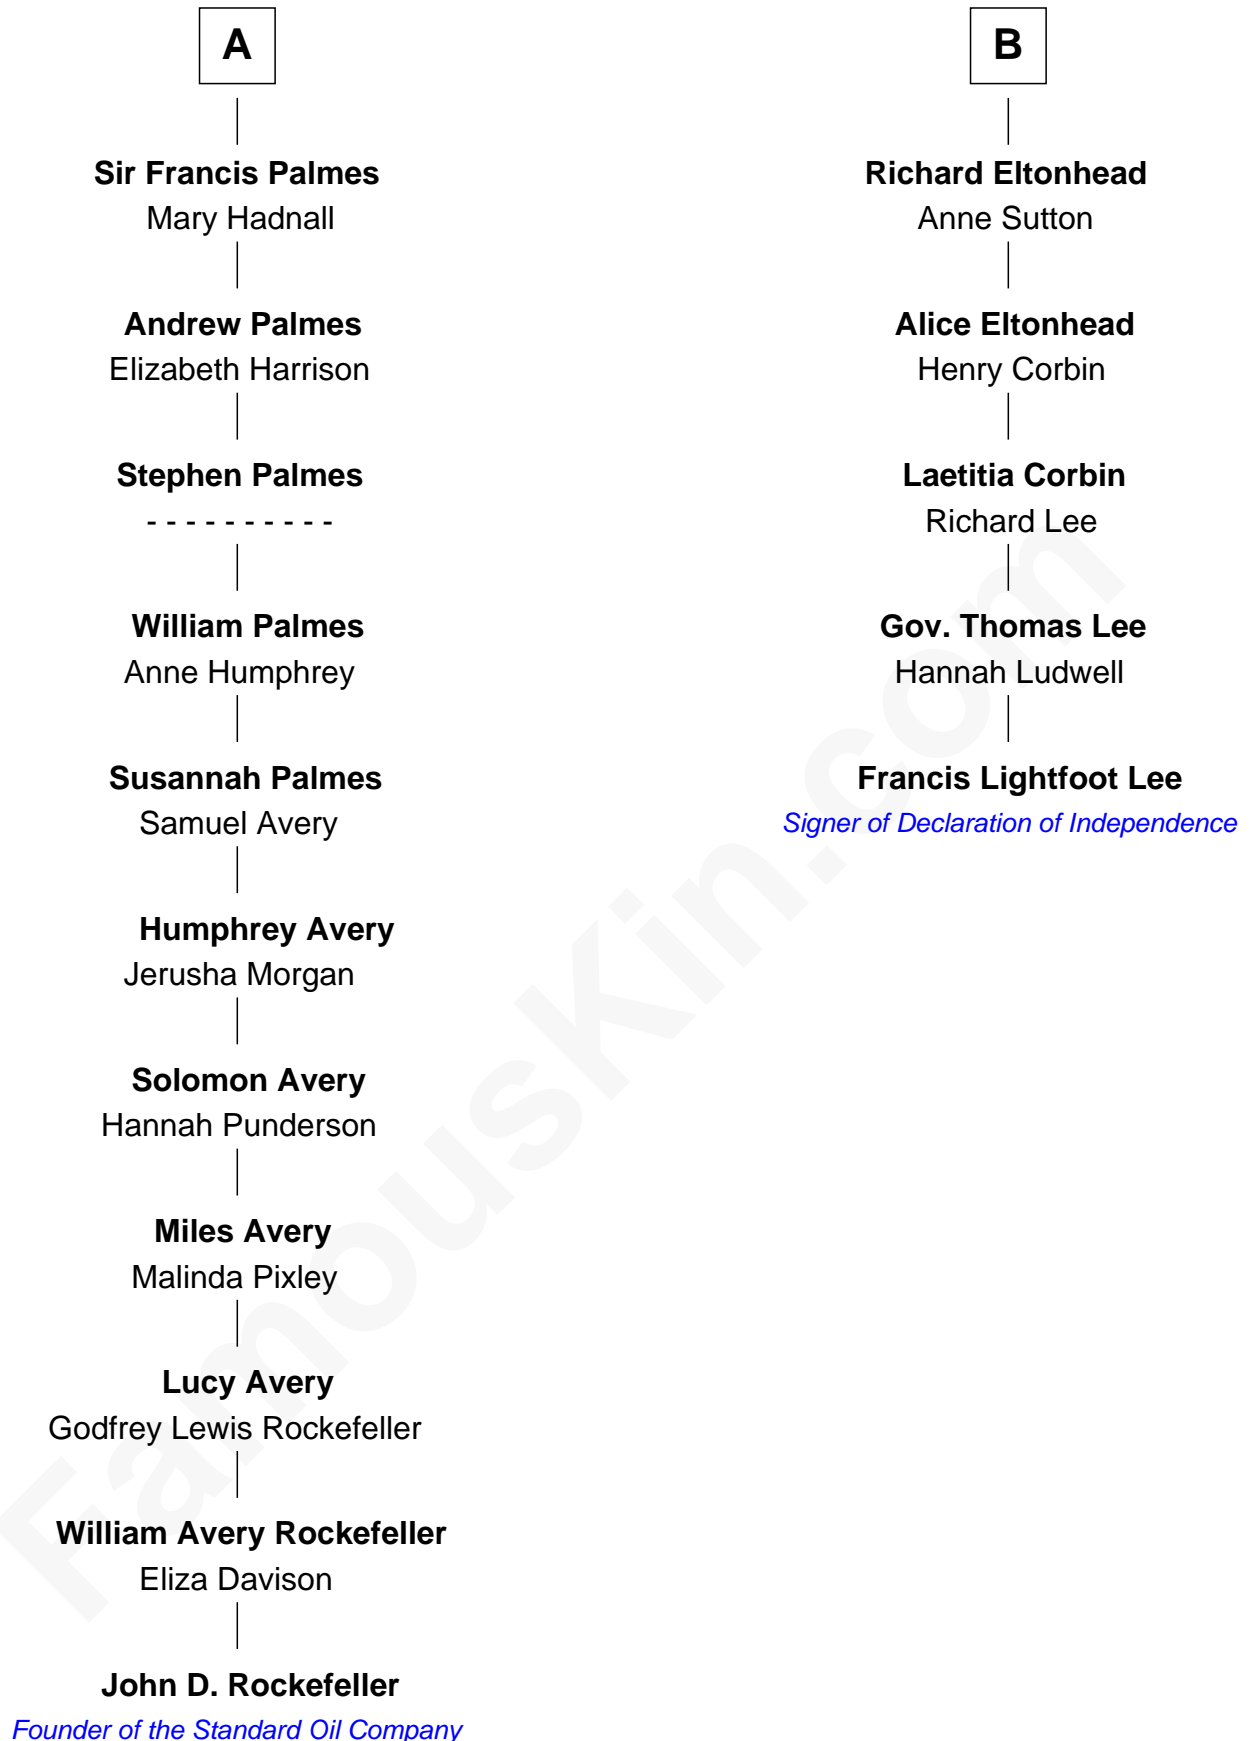 A
Sir Francis Palmes
Mary Hadnall
Andrew Palmes
Elizabeth Harrison
Stephen Palmes
- - - - - - - - - -
William Palmes
Anne Humphrey
Susannah Palmes
Samuel Avery
Humphrey Avery
Jerusha Morgan
Solomon Avery
Hannah Punderson
Miles Avery
Malinda Pixley
Lucy Avery
Godfrey Lewis Rockefeller
William Avery Rockefeller
Eliza Davison
John D. Rockefeller
Founder of the Standard Oil Company
B
Richard Eltonhead
Anne Sutton
Alice Eltonhead
Henry Corbin
Laetitia Corbin
Richard Lee
Gov. Thomas Lee
Hannah Ludwell
Francis Lightfoot Lee
Signer of Declaration of Independence
FamousKin.com